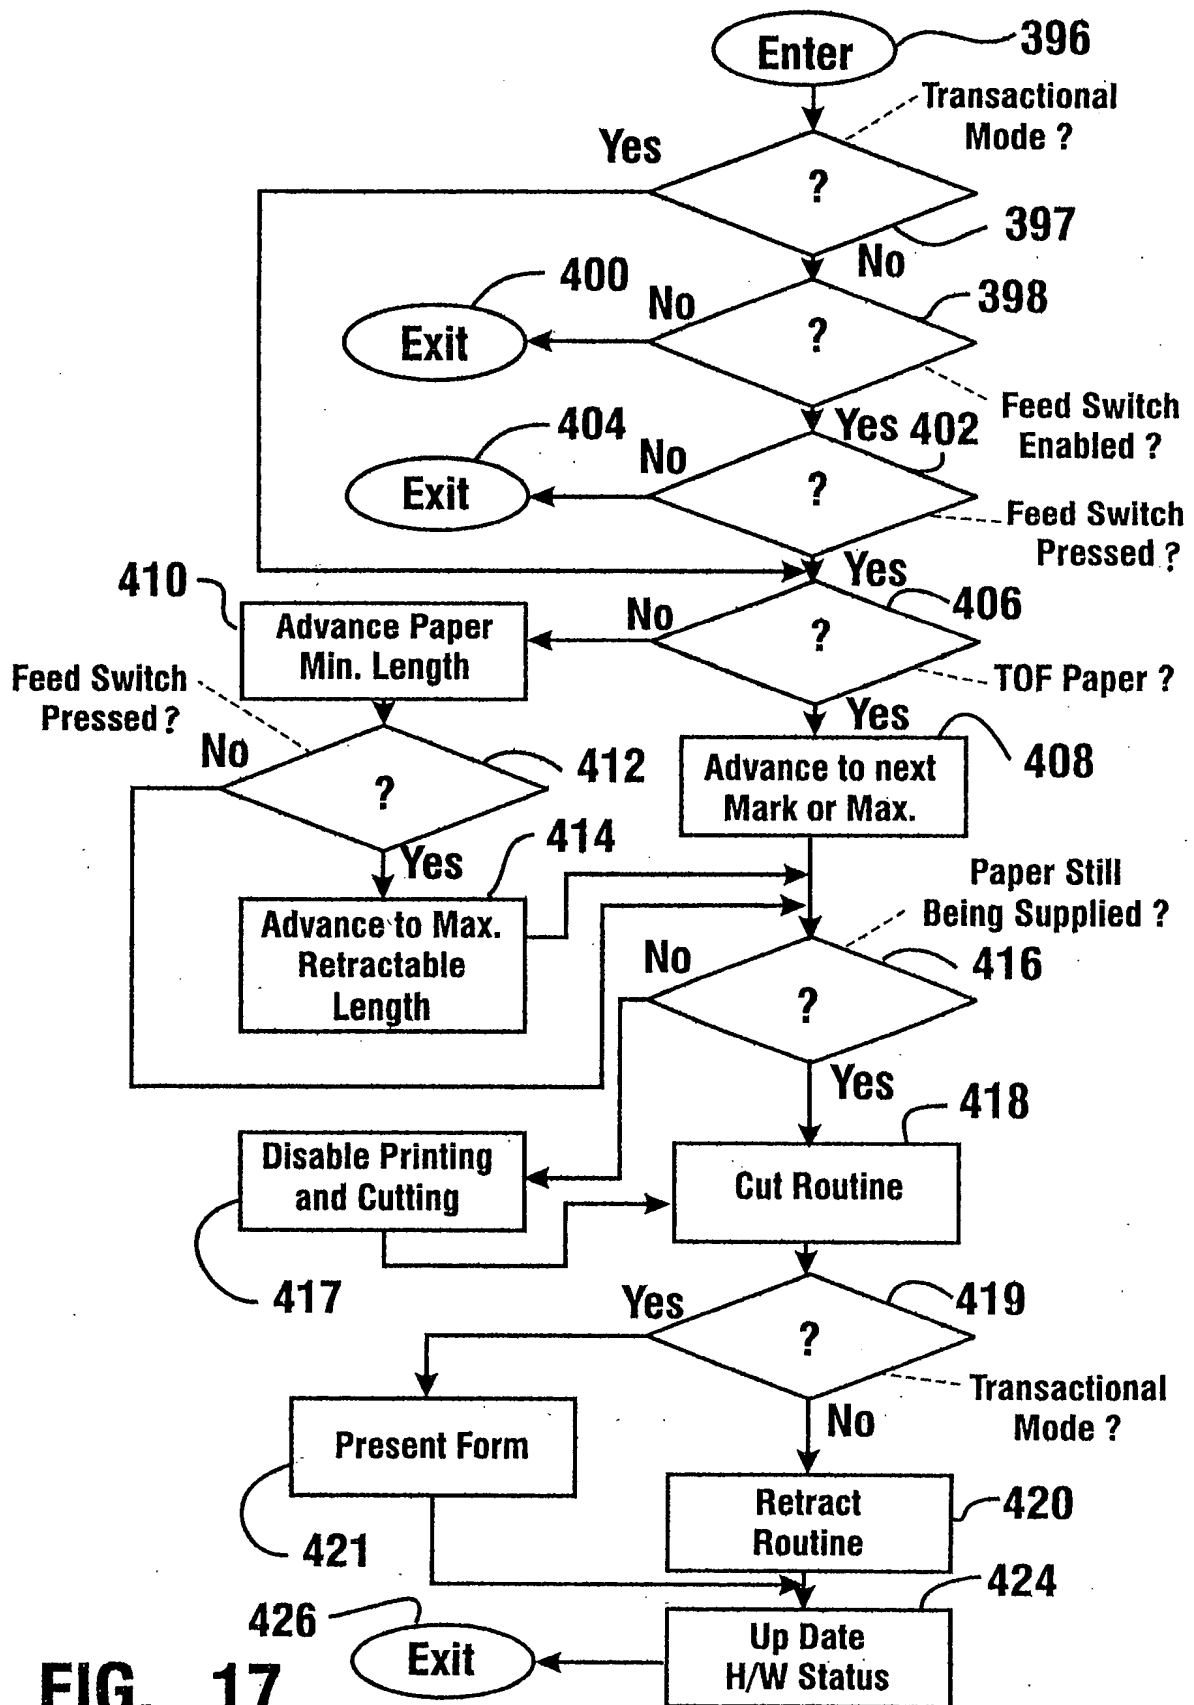 Enter
396
Transactional
Mode ?
Yes
?
397
No
400
No
398
Exit
?
Feed Switch
Enabled ?
404
Yes
402
No
Exit
?
Feed Switch
Pressed ?
Yes
410
406
No
Advance Paper
Min. Length
?
TOF Paper ?
Feed Switch
Pressed ?
Yes
No
408
412
Advance to next
Mark or Max.
?
414
Yes
Paper Still
Being Supplied ?
Advance to Max.
Retractable
Length
No
416
?
Yes
418
Disable Printing
and Cutting
Cut Routine
417
Yes
419
?
Transactional
Mode ?
No
Present Form
Retract
Routine
420
421
424
426
Up Date
H/W Status
Exit
FIG. 17